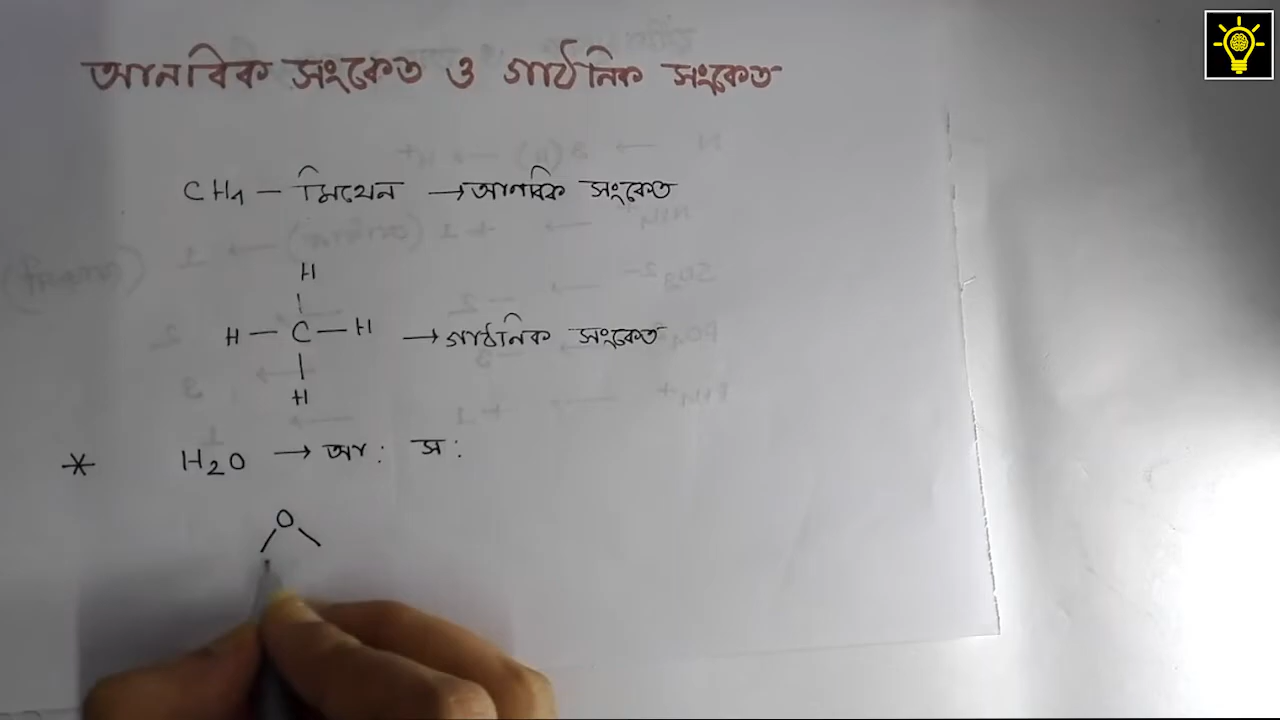 আনবিক সংকেত ও গাঠনিক সংকেত
CH4 — মিথেন → আনবিক সংকেত
H
H — C — H → গাঠনিক সংকেত
H
* H2O → আ: স:
O